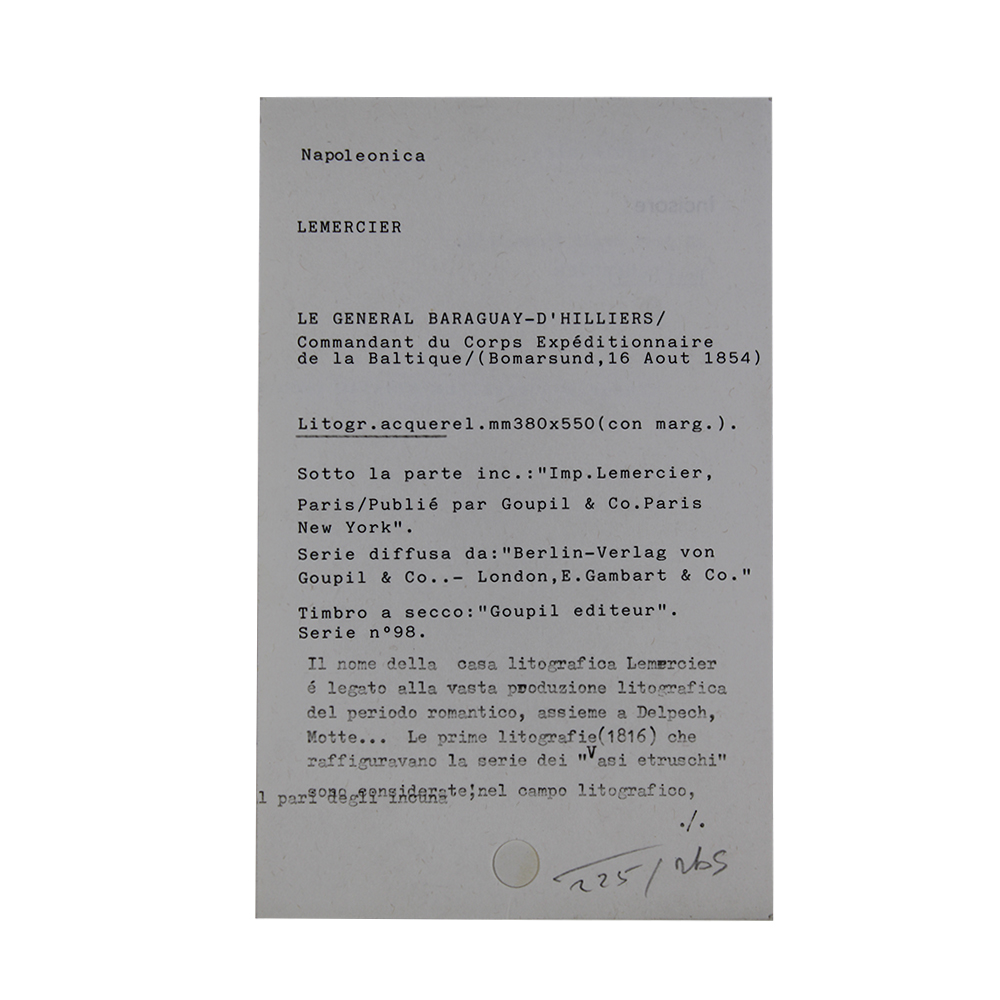 Napoleonica
LEMERCIER
LE GENERAL BARAGUAY-D'HILLIERS/
Commandant du Corps Expéditionnaire
de la Baltique/(Bomarsund,16 Aout 1854)
Litogr.acquerel.mm380x550(con marg.).
Sotto la parte inc.:"Imp.Lemercier,
Paris/Publié par Goupil & Co.Paris
New York".
Serie diffusa da:"Berlin-Verlag von
Goupil & Co..- London,E.Gambart & Co."
Timbro a secco:"Goupil editeur".
Serie n°98.
Il nome della casa litografica Lemercier
é legato alla vasta produzione litografica
del periodo romantico, assieme a Delpech,
Motte... Le prime litografie(1816) che
raffiguravano la serie dei "Vasi etruschi"
sono considerate;nel campo litografico,
l pari degli incuna
./.
225/